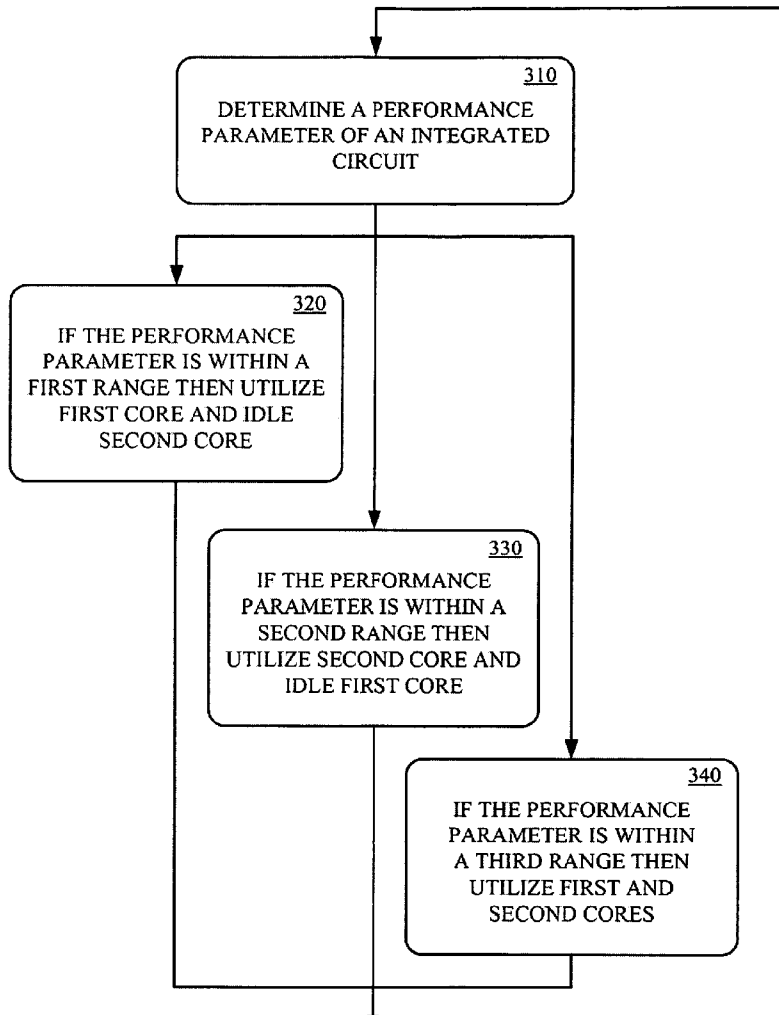 310
DETERMINE A PERFORMANCE
PARAMETER OF AN INTEGRATED
CIRCUIT
320
IF THE PERFORMANCE
PARAMETER IS WITHIN A
FIRST RANGE THEN UTILIZE
FIRST CORE AND IDLE
SECOND CORE
330
IF THE PERFORMANCE
PARAMETER IS WITHIN A
SECOND RANGE THEN
UTILIZE SECOND CORE AND
IDLE FIRST CORE
340
IF THE PERFORMANCE
PARAMETER IS WITHIN
A THIRD RANGE THEN
UTILIZE FIRST AND
SECOND CORES